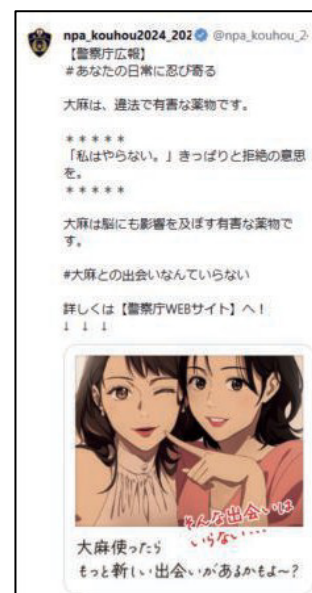 npa_kouhou2024_202 @npa_kouhou_2
【警察庁広報】
#あなたの日常に忍び寄る
大麻は、違法で有害な薬物です。
＊＊＊＊＊
「私はやらない。」きっぱりと拒絶の意思
を。
＊＊＊＊＊
大麻は脳にも影響を及ぼす有害な薬物で
す。
#大麻との出会いなんていらない
詳しくは【警察庁WEBサイト】へ！
↓ ↓ ↓
そんな出会いは
いらない...
大麻使ったら
もっと新しい出会いがあるかもよ～？